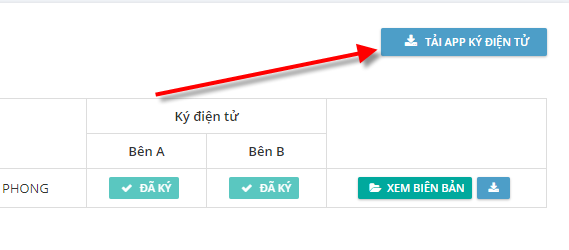 TẢI APP KÝ ĐIỆN TỬ
Ký điện tử
Bên A Bên B
PHONG ĐÃ KÝ ĐÃ KÝ XEM BIÊN BẢN